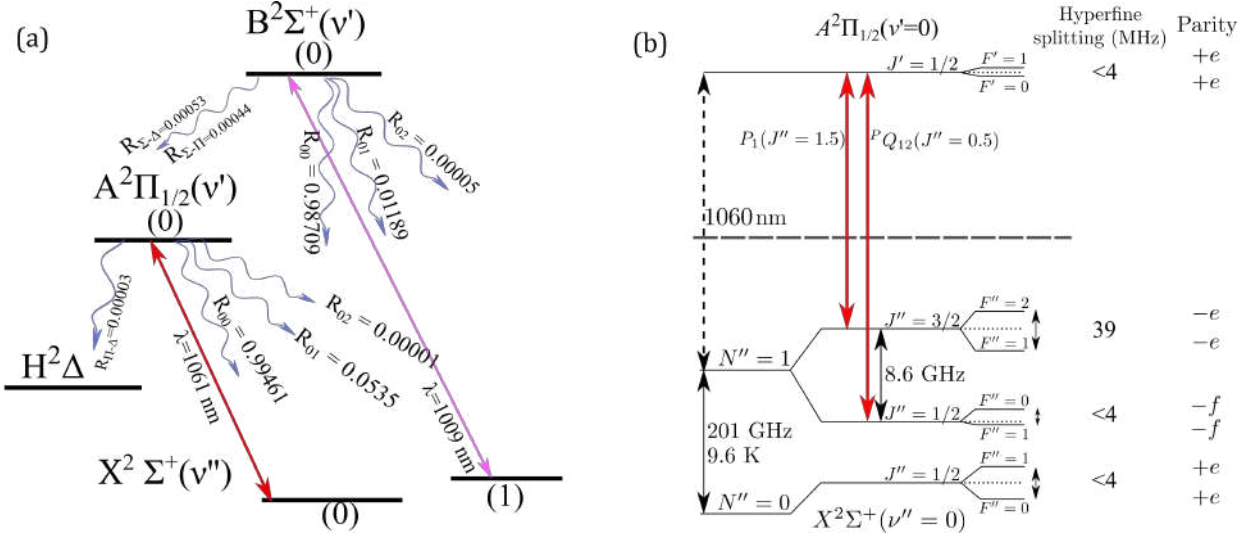 (a)
B²Σ⁺(ν')
(0)
R_Σ-Δ=0.00053
R_Σ-Π=0.00044
R₀₀ = 0.98709
R₀₁ = 0.01189
R₀₂ = 0.00005
A²Π₁/₂(ν')
(0)
R_Π-Δ=0.00003
λ=1061 nm
R₀₀ = 0.99461
R₀₁ = 0.0535
R₀₂ = 0.00001
λ=1009 nm
H²Δ
X² Σ⁺(ν'')
(0)
(1)
(b)
A²Π₁/₂(ν'=0)
Hyperfine
splitting (MHz)
Parity
J' = 1/2
F' = 1
F' = 0
<4
+e
+e
P₁(J'' = 1.5)
ᴾQ₁₂(J'' = 0.5)
1060 nm
N'' = 1
J'' = 3/2
F'' = 2
F'' = 1
39
−e
−e
8.6 GHz
J'' = 1/2
F'' = 0
F'' = 1
<4
−f
−f
201 GHz
9.6 K
N'' = 0
J'' = 1/2
F'' = 1
F'' = 0
<4
+e
+e
X²Σ⁺(ν'' = 0)